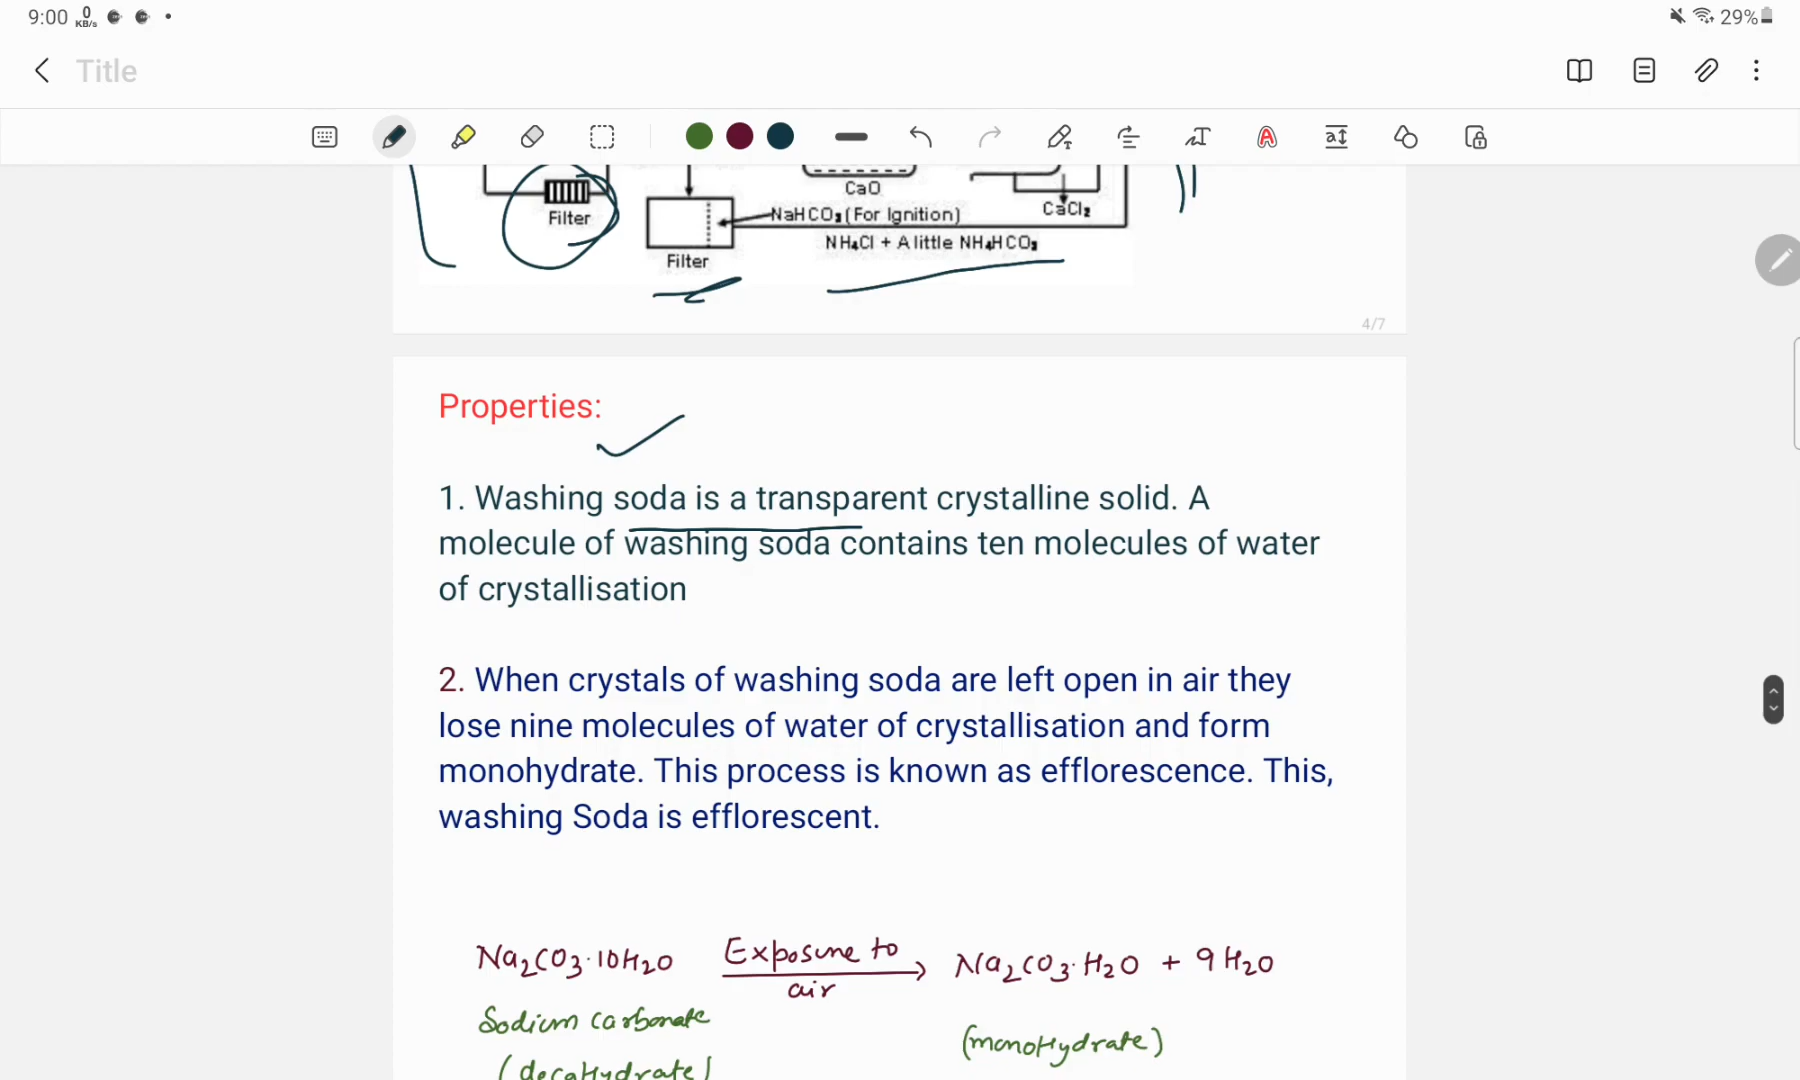 9:00 0 KB/s 29%
Title
CaO
CaCl₂
Filter
NaHCO₃(For Ignition)
NH₄Cl + A little NH₄HCO₃
Filter
4/7
Properties:
1. Washing soda is a transparent crystalline solid. A
molecule of washing soda contains ten molecules of water
of crystallisation
2. When crystals of washing soda are left open in air they
lose nine molecules of water of crystallisation and form
monohydrate. This process is known as efflorescence. This,
washing Soda is efflorescent.
Na₂CO₃·10H₂O Exposure to air → Na₂CO₃·H₂O + 9H₂O
Sodium carbonate
(monoHydrate)
(decaHydrate)